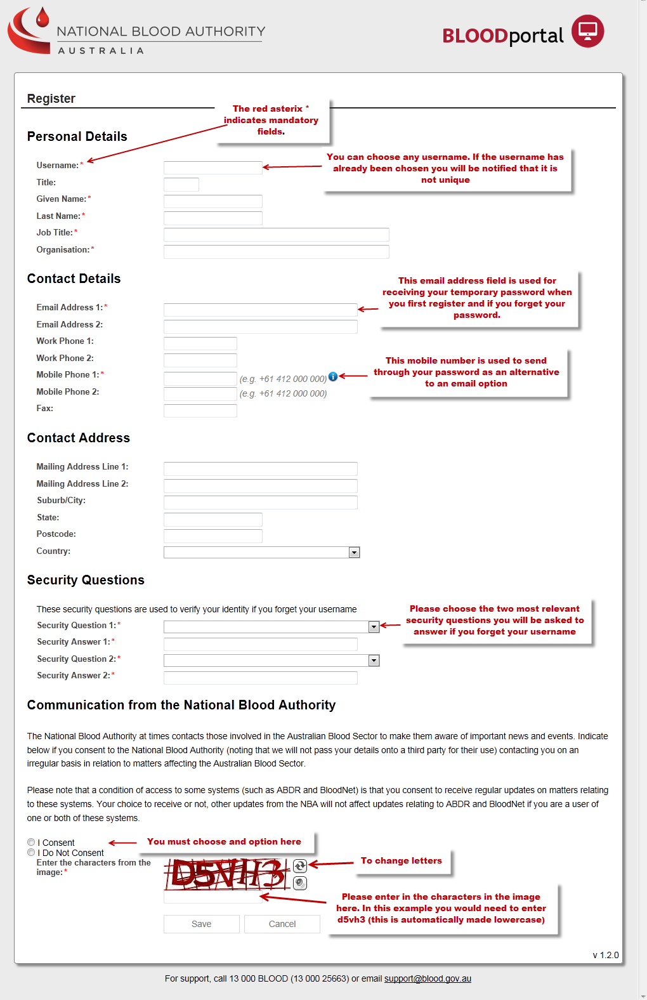 NATIONAL BLOOD AUTHORITY
AUSTRALIA
BLOODportal
Register
The red asterix *
indicates mandatory
fields.
Personal Details
Username:*
You can choose any username. If the username has
already been chosen you will be notified that it is
not unique
Title:
Given Name:*
Last Name:*
Job Title:*
Organisation:*
Contact Details
This email address field is used for
receiving your temporary password when
you first register and if you forget your
password.
Email Address 1:*
Email Address 2:
Work Phone 1:
Work Phone 2:
Mobile Phone 1:* (e.g. +61 412 000 000) i
This mobile number is used to send
through your password as an alternative
to an email option
Mobile Phone 2: (e.g. +61 412 000 000)
Fax:
Contact Address
Mailing Address Line 1:
Mailing Address Line 2:
Suburb/City:
State:
Postcode:
Country:
Security Questions
These security questions are used to verify your identity if you forget your username
Please choose the two most relevant
security questions you will be asked to
answer if you forget your username
Security Question 1:*
Security Answer 1:*
Security Question 2:*
Security Answer 2:*
Communication from the National Blood Authority
The National Blood Authority at times contacts those involved in the Australian Blood Sector to make them aware of important news and events. Indicate
below if you consent to the National Blood Authority (noting that we will not pass your details onto a third party for their use) contacting you on an
irregular basis in relation to matters affecting the Australian Blood Sector.
Please note that a condition of access to some systems (such as ABDR and BloodNet) is that you consent to receive regular updates on matters relating
to these systems. Your choice to receive or not, other updates from the NBA will not affect updates relating to ABDR and BloodNet if you are a user of
one or both of these systems.
I Consent
You must choose and option here
I Do Not Consent
Enter the characters from the
image:*
D5VH3
To change letters
Please enter in the characters in the image
here. In this example you would need to enter
d5vh3 (this is automatically made lowercase)
Save Cancel
v 1.2.0
For support, call 13 000 BLOOD (13 000 25663) or email support@blood.gov.au